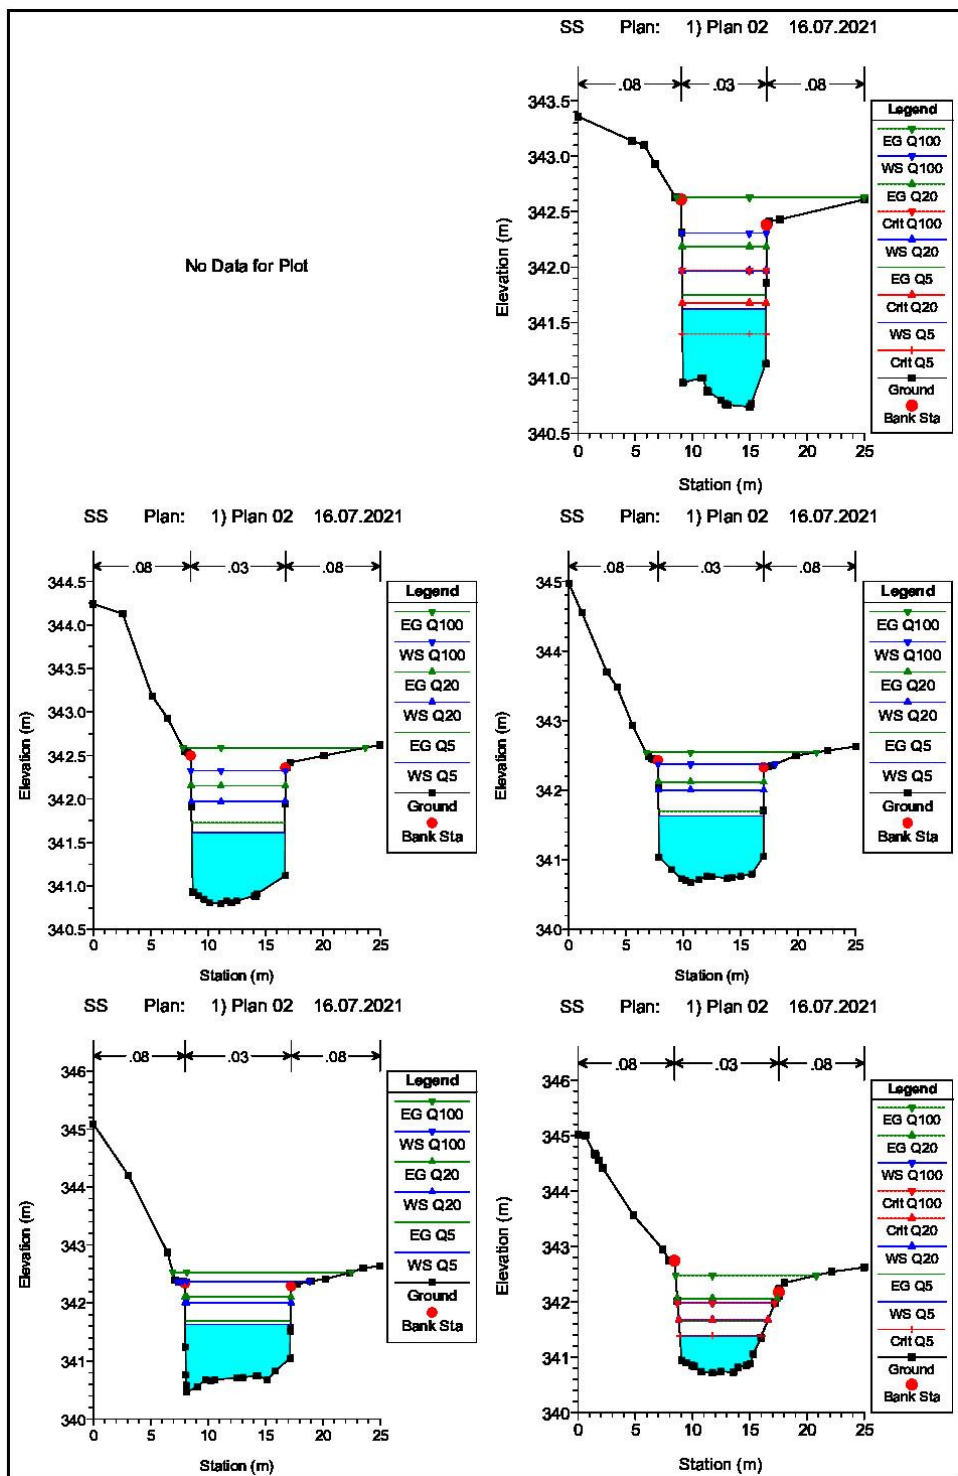 No Data for Plot
SS Plan: 1) Plan 02 16.07.2021
.08 .03 .08
343.5
343.0
342.5
342.0
341.5
341.0
340.5
Elevation (m)
0 5 10 15 20 25
Station (m)
Legend
EG Q100
WS Q100
EG Q20
Crit Q100
WS Q20
EG Q5
Crit Q20
WS Q5
Crit Q5
Ground
Bank Sta
SS Plan: 1) Plan 02 16.07.2021
.08 .03 .08
344.5
344.0
343.5
343.0
342.5
342.0
341.5
341.0
340.5
Elevation (m)
0 5 10 15 20 25
Station (m)
Legend
EG Q100
WS Q100
EG Q20
WS Q20
EG Q5
WS Q5
Ground
Bank Sta
SS Plan: 1) Plan 02 16.07.2021
.08 .03 .08
345
344
343
342
341
340
Elevation (m)
0 5 10 15 20 25
Station (m)
Legend
EG Q100
WS Q100
EG Q20
WS Q20
EG Q5
WS Q5
Ground
Bank Sta
SS Plan: 1) Plan 02 16.07.2021
.08 .03 .08
346
345
344
343
342
341
340
Elevation (m)
0 5 10 15 20 25
Station (m)
Legend
EG Q100
WS Q100
EG Q20
WS Q20
EG Q5
WS Q5
Ground
Bank Sta
SS Plan: 1) Plan 02 16.07.2021
.08 .03 .08
346
345
344
343
342
341
340
Elevation (m)
0 5 10 15 20 25
Station (m)
Legend
EG Q100
EG Q20
WS Q100
Crit Q100
Crit Q20
WS Q20
EG Q5
WS Q5
Crit Q5
Ground
Bank Sta